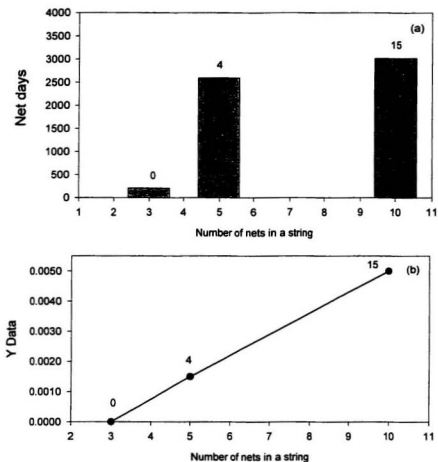 (a)
Net days
4000
3500
3000
2500
2000
1500
1000
500
0
0
4
15
1 2 3 4 5 6 7 8 9 10 11
Number of nets in a string
(b)
Y Data
0.0050
0.0030
0.0020
0.0010
0.0000
0
4
15
2 3 4 5 6 7 8 9 10 11
Number of nets in a string